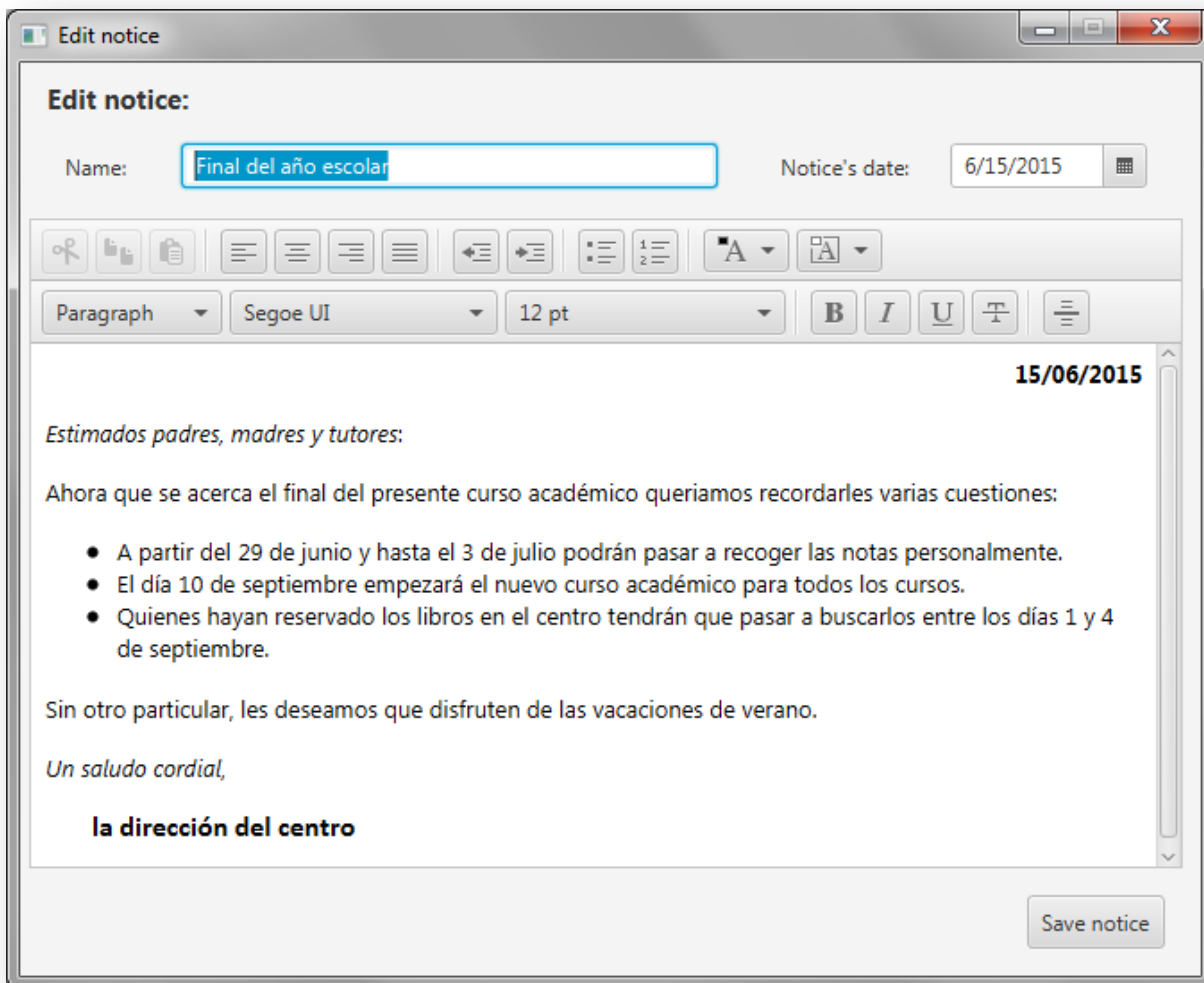 Edit notice
Edit notice:
Name: Final del año escolar Notice's date: 6/15/2015
Paragraph Segoe UI 12 pt B I U T
15/06/2015
Estimados padres, madres y tutores:
Ahora que se acerca el final del presente curso académico queriamos recordarles varias cuestiones:
● A partir del 29 de junio y hasta el 3 de julio podrán pasar a recoger las notas personalmente.
● El día 10 de septiembre empezará el nuevo curso académico para todos los cursos.
● Quienes hayan reservado los libros en el centro tendrán que pasar a buscarlos entre los días 1 y 4
de septiembre.
Sin otro particular, les deseamos que disfruten de las vacaciones de verano.
Un saludo cordial,
la dirección del centro
Save notice